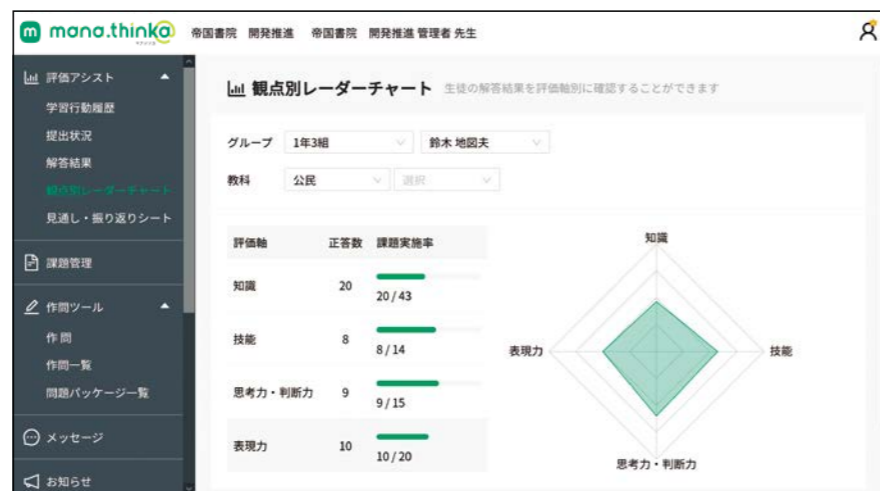 m mana.thinka 帝国書院 開発推進 帝国書院 開発推進 管理者 先生
マナシンカ
評価アシスト
学習行動履歴
提出状況
解答結果
観点別レーダーチャート
見通し・振り返りシート
課題管理
作問ツール
作問
作問一覧
問題パッケージ一覧
メッセージ
お知らせ
観点別レーダーチャート 生徒の解答結果を評価軸別に確認することができます
グループ 1年3組 鈴木 地図夫
教科 公民 選択
評価軸 正答数 課題実施率
知識 20 20 / 43
技能 8 8 / 14
思考力・判断力 9 9 / 15
表現力 10 10 / 20
知識
表現力 技能
思考力・判断力